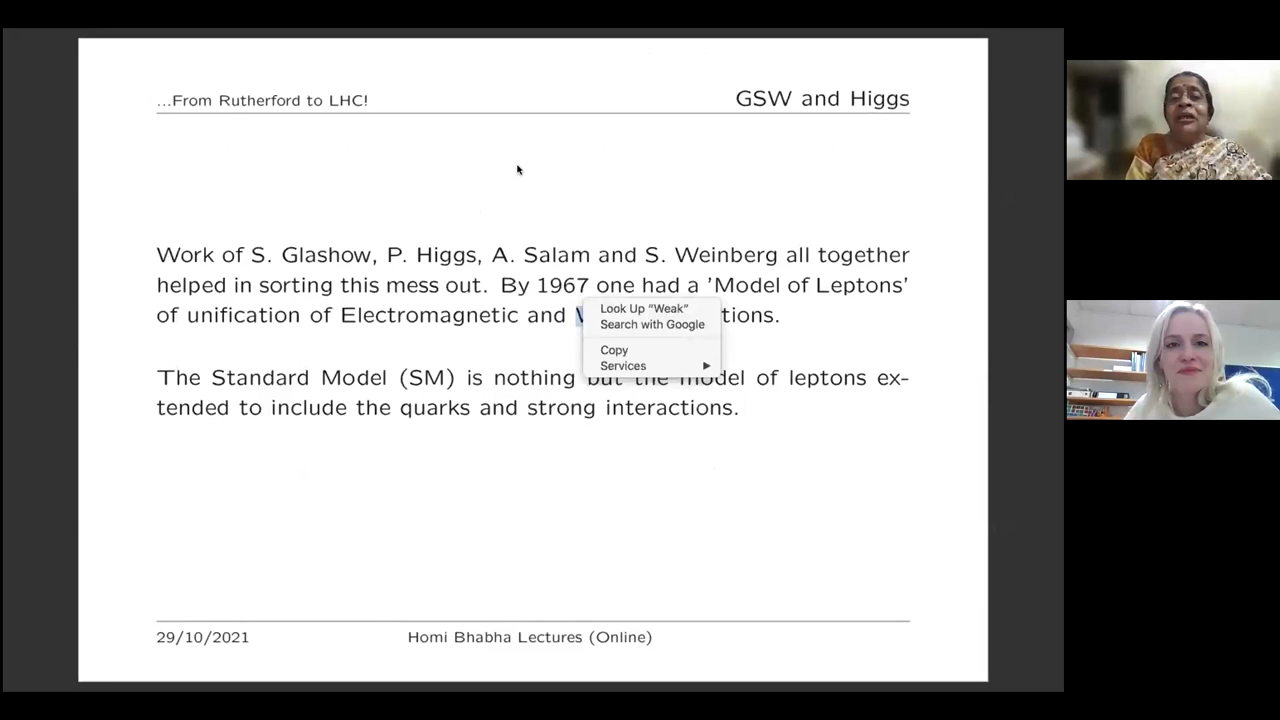 ...From Rutherford to LHC!
GSW and Higgs
Work of S. Glashow, P. Higgs, A. Salam and S. Weinberg all together
helped in sorting this mess out. By 1967 one had a 'Model of Leptons'
of unification of Electromagnetic and tions.
Look Up “Weak”
Search with Google
Copy
Services
The Standard Model (SM) is nothing but the model of leptons ex-
tended to include the quarks and strong interactions.
29/10/2021
Homi Bhabha Lectures (Online)